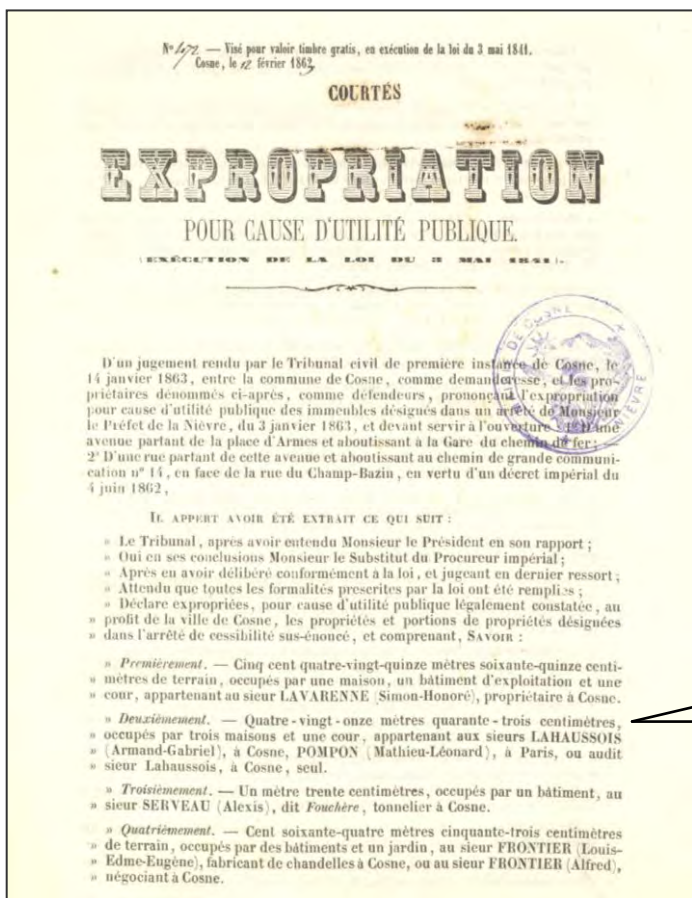 N° 1072. — Visé pour valoir timbre gratis, en exécution de la loi du 3 mai 1841.
Cosne, le 12 février 1863
COURTÉS
EXPROPRIATION
POUR CAUSE D'UTILITÉ PUBLIQUE.
(EXÉCUTION DE LA LOI DU 3 MAI 1841).
D'un jugement rendu par le Tribunal civil de première instance de Cosne, le
14 janvier 1863, entre la commune de Cosne, comme demanderesse, et les pro-
priétaires dénommés ci-après, comme défendeurs, prononçant l'expropriation
pour cause d'utilité publique des immeubles désignés dans un arrêté de Monsieur
le Préfet de la Nièvre, du 3 janvier 1863, et devant servir à l'ouverture : 1° D'une
avenue partant de la place d'Armes et aboutissant à la Gare du chemin de fer;
2° D'une rue partant de cette avenue et aboutissant au chemin de grande communi-
cation n° 14, en face de la rue du Champ-Bazin, en vertu d'un décret impérial du
4 juin 1862,
IL APPERT AVOIR ÉTÉ EXTRAIT CE QUI SUIT :
» Le Tribunal, après avoir entendu Monsieur le Président en son rapport;
» Oui en ses conclusions Monsieur le Substitut du Procureur impérial;
» Après en avoir délibéré conformément à la loi, et jugeant en dernier ressort;
» Attendu que toutes les formalités prescrites par la loi ont été remplies;
» Déclare expropriées, pour cause d'utilité publique légalement constatée, au
» profit de la ville de Cosne, les propriétés et portions de propriétés désignées
» dans l'arrêté de cessibilité sus-énoncé, et comprenant, SAVOIR :
» Premièrement. — Cinq cent quatre-vingt-quinze mètres soixante-quinze centi-
» mètres de terrain, occupés par une maison, un bâtiment d'exploitation et une
» cour, appartenant au sieur LAVARENNE (Simon-Honoré), propriétaire à Cosne.
» Deuxièmement. — Quatre-vingt-onze mètres quarante-trois centimètres,
» occupés par trois maisons et une cour, appartenant aux sieurs LAHAUSSOIS
» (Armand-Gabriel), à Cosne, POMPON (Mathieu-Léonard), à Paris, ou audit
» sieur Lahaussois, à Cosne, seul.
» Troisièmement. — Un mètre trente centimètres, occupés par un bâtiment, au
» sieur SERVEAU (Alexis), dit Fouchère, tonnelier à Cosne.
» Quatrièmement. — Cent soixante-quatre mètres cinquante-trois centimètres
» de terrain, occupés par des bâtiments et un jardin, au sieur FRONTIER (Louis-
» Edme-Eugène), fabricant de chandelles à Cosne, ou au sieur FRONTIER (Alfred),
» négociant à Cosne.
DE COSNE
NIÈVRE